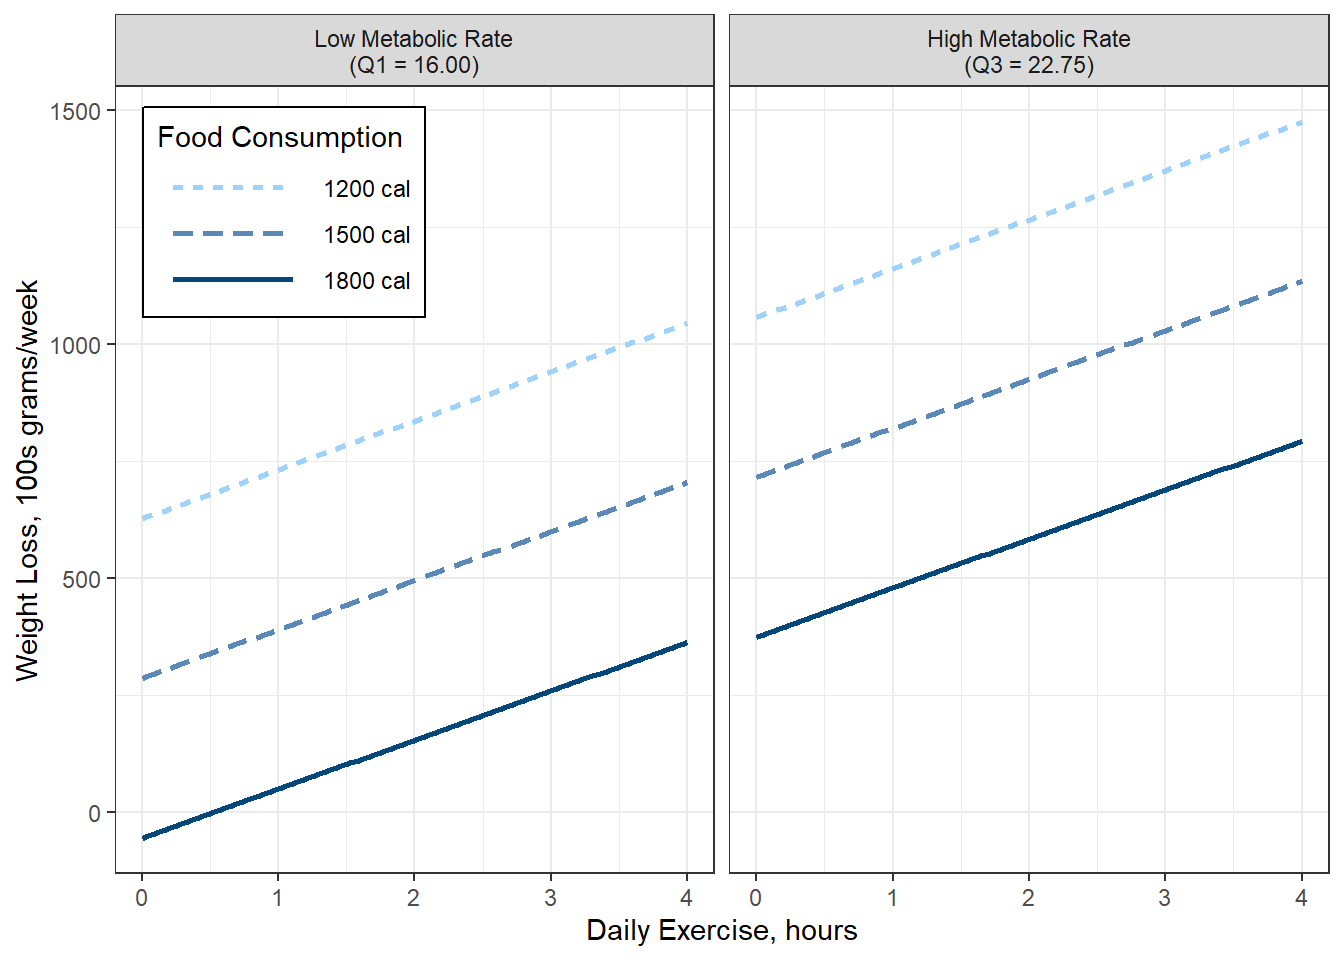 Low Metabolic Rate
(Q1 = 16.00)
High Metabolic Rate
(Q3 = 22.75)
Food Consumption
1200 cal
1500 cal
1800 cal
1500
1000
500
0
Weight Loss, 100s grams/week
0 1 2 3 4
0 1 2 3 4
Daily Exercise, hours